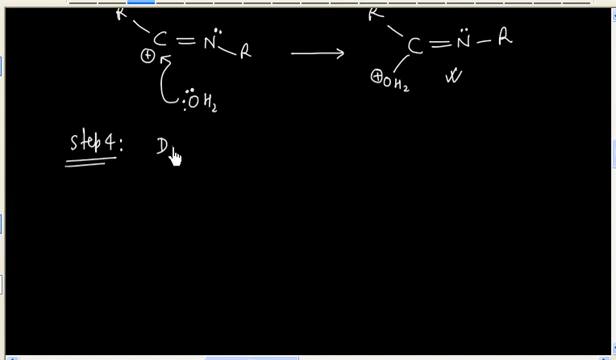 R R
C = N̈ – R ⟶ C = N̈ – R
⊕ ⊕OH₂
:ÖH₂
Step 4: D